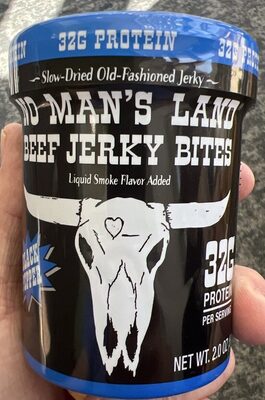 32G PROTEIN 32G
Slow-Dried Old-Fashioned Jerky
NO MAN'S LAND
BEEF JERKY BITES
Liquid Smoke Flavor Added
32G
PROTEIN
PER SERVING
NET WT. 2.0